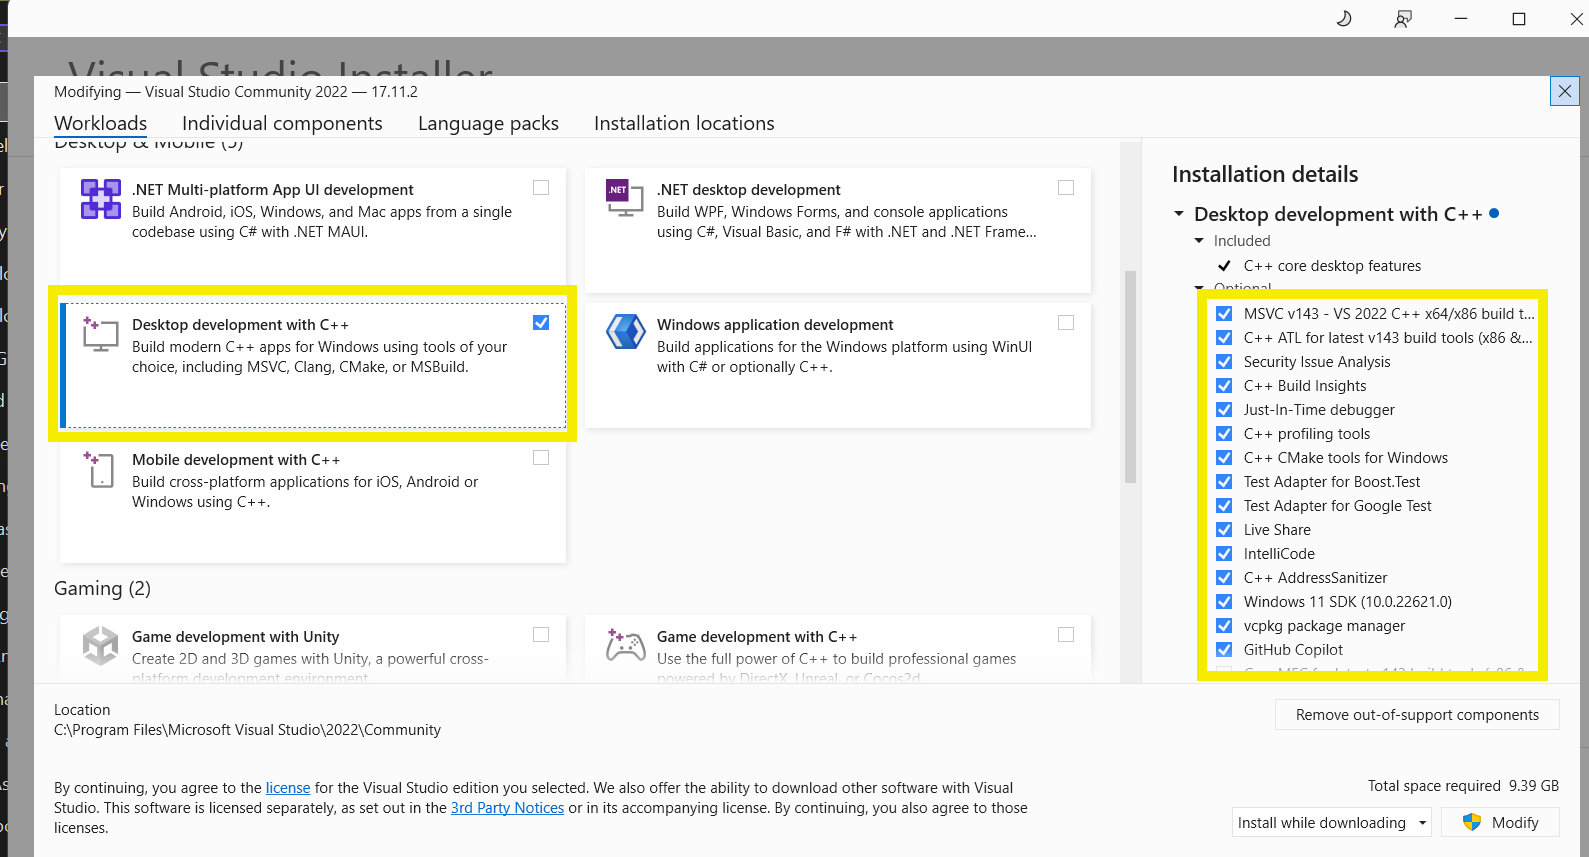 Visual Studio Installer
Modifying — Visual Studio Community 2022 — 17.11.2
Workloads
Individual components
Language packs
Installation locations
Desktop & Mobile (5)
.NET Multi-platform App UI development
Build Android, iOS, Windows, and Mac apps from a single
codebase using C# with .NET MAUI.
.NET
.NET desktop development
Build WPF, Windows Forms, and console applications
using C#, Visual Basic, and F# with .NET and .NET Frame...
Desktop development with C++
Build modern C++ apps for Windows using tools of your
choice, including MSVC, Clang, CMake, or MSBuild.
Windows application development
Build applications for the Windows platform using WinUI
with C# or optionally C++.
Mobile development with C++
Build cross-platform applications for iOS, Android or
Windows using C++.
Gaming (2)
Game development with Unity
Create 2D and 3D games with Unity, a powerful cross-
platform development environment.
Game development with C++
Use the full power of C++ to build professional games
powered by DirectX, Unreal, or Cocos2d.
Installation details
Desktop development with C++
Included
C++ core desktop features
Optional
MSVC v143 - VS 2022 C++ x64/x86 build t...
C++ ATL for latest v143 build tools (x86 &...
Security Issue Analysis
C++ Build Insights
Just-In-Time debugger
C++ profiling tools
C++ CMake tools for Windows
Test Adapter for Boost.Test
Test Adapter for Google Test
Live Share
IntelliCode
C++ AddressSanitizer
Windows 11 SDK (10.0.22621.0)
vcpkg package manager
GitHub Copilot
C++ MFC for latest v143 build tools (x86 &
Location
C:\Program Files\Microsoft Visual Studio\2022\Community
Remove out-of-support components
By continuing, you agree to the license for the Visual Studio edition you selected. We also offer the ability to download other software with Visual
Studio. This software is licensed separately, as set out in the 3rd Party Notices or in its accompanying license. By continuing, you also agree to those
licenses.
Total space required 9.39 GB
Install while downloading
Modify